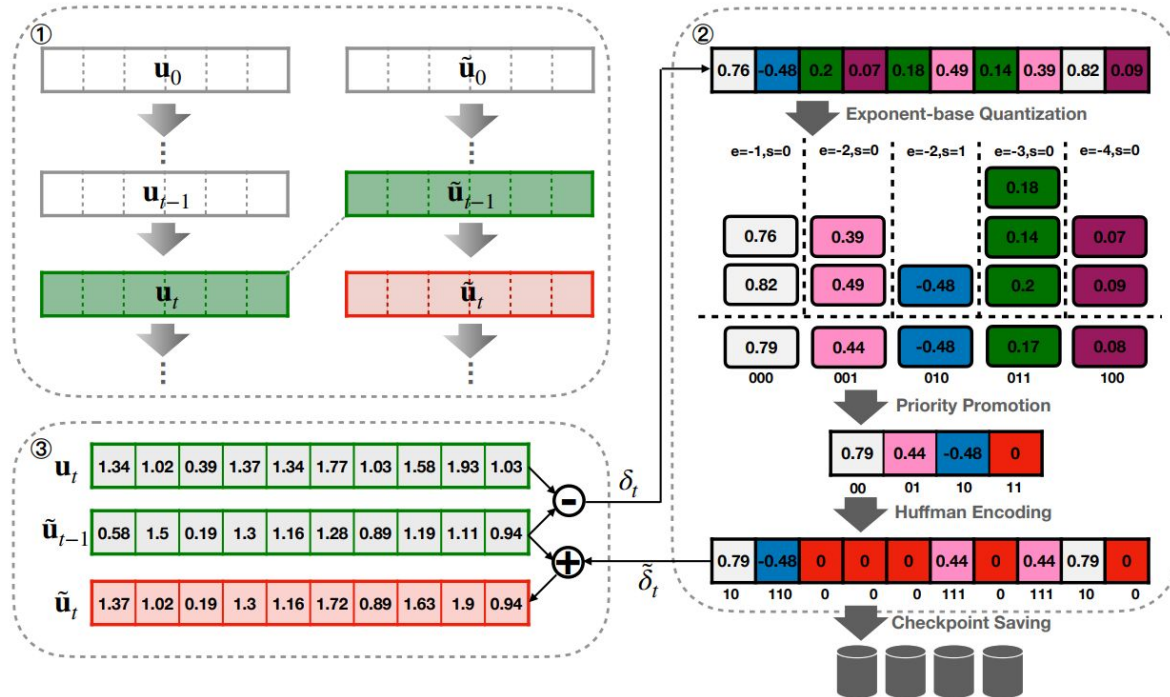 ①
u₀
ũ₀
uₜ₋₁
ũₜ₋₁
uₜ
ũₜ
②
0.76 -0.48 0.2 0.07 0.18 0.49 0.14 0.39 0.82 0.09
Exponent-base Quantization
e=-1,s=0 e=-2,s=0 e=-2,s=1 e=-3,s=0 e=-4,s=0
0.18
0.76 0.39 0.14 0.07
0.82 0.49 -0.48 0.2 0.09
0.79 0.44 -0.48 0.17 0.08
000 001 010 011 100
Priority Promotion
0.79 0.44 -0.48 0
00 01 10 11
Huffman Encoding
0.79 -0.48 0 0 0 0.44 0 0.44 0.79 0
10 110 0 0 0 111 0 111 10 0
Checkpoint Saving
③
uₜ 1.34 1.02 0.39 1.37 1.34 1.77 1.03 1.58 1.93 1.03
- δₜ
ũₜ₋₁ 0.58 1.5 0.19 1.3 1.16 1.28 0.89 1.19 1.11 0.94
+ δ̃ₜ
ũₜ 1.37 1.02 0.19 1.3 1.16 1.72 0.89 1.63 1.9 0.94